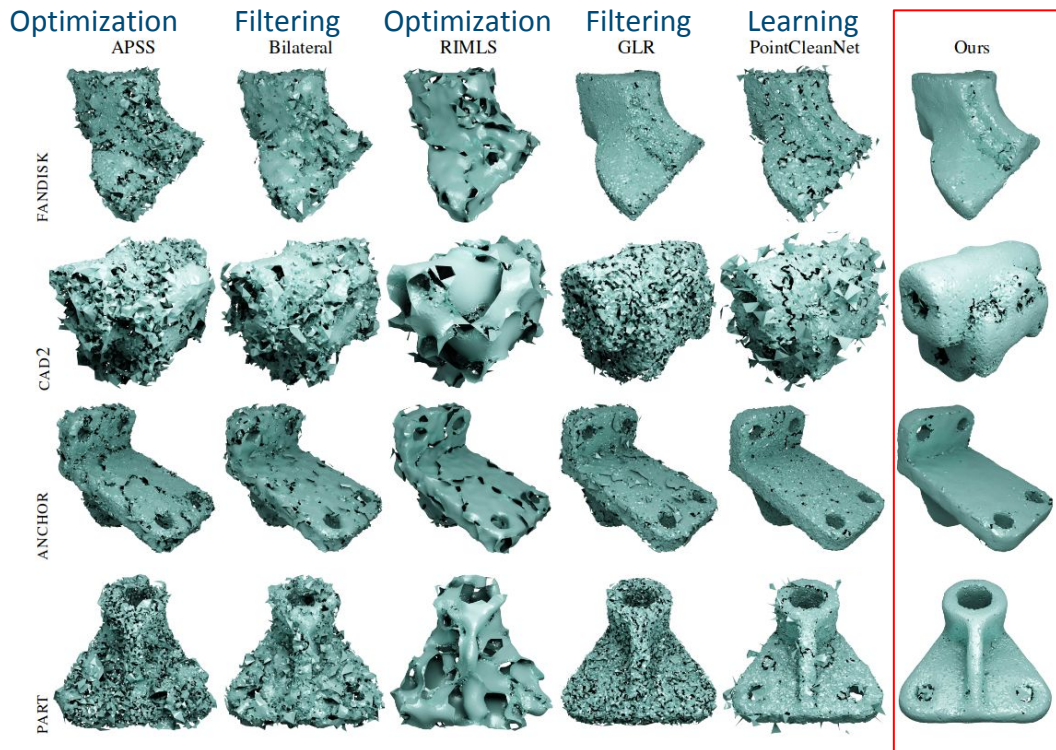 Optimization Filtering Optimization Filtering Learning
APSS Bilateral RIMLS GLR PointCleanNet Ours
FANDISK
CAD2
ANCHOR
PART